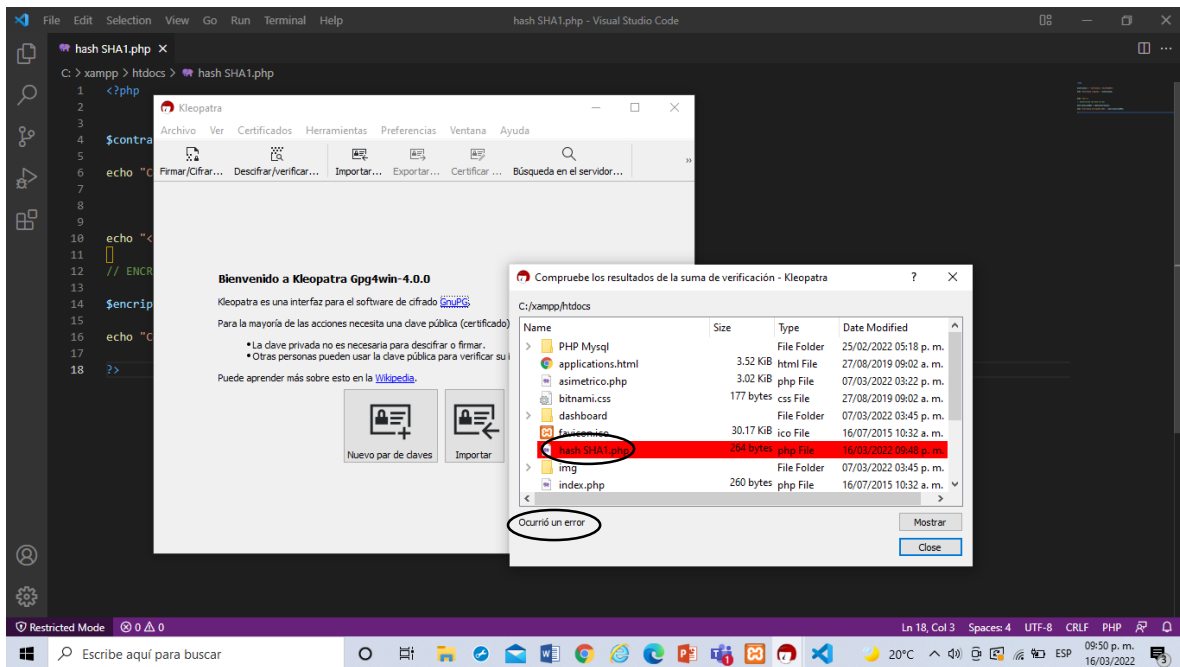 File Edit Selection View Go Run Terminal Help
hash SHA1.php - Visual Studio Code
hash SHA1.php
C: > xampp > htdocs > hash SHA1.php
1 <?php
2
3
4 $contra
5
6 echo "C
7
8
9
10 echo "<
11
12 // ENCR
13
14 $encrip
15
16 echo "C
17
18 ?>
Kleopatra
Archivo Ver Certificados Herramientas Preferencias Ventana Ayuda
Firmar/Cifrar... Descifrar/verificar... Importar... Exportar... Certificar ... Búsqueda en el servidor... »
Bienvenido a Kleopatra Gpg4win-4.0.0
Kleopatra es una interfaz para el software de cifrado GnuPG.
Para la mayoría de las acciones necesita una clave pública (certificado)
•La clave privada no es necesaria para descifrar o firmar.
•Otras personas pueden usar la clave pública para verificar su i
Puede aprender más sobre esto en la Wikipedia.
Nuevo par de claves
Importar
Compruebe los resultados de la suma de verificación - Kleopatra
C:/xampp/htdocs
Name Size Type Date Modified
PHP Mysql File Folder 25/02/2022 05:18 p. m.
applications.html 3.52 KiB html File 27/08/2019 09:02 a. m.
asimetrico.php 3.02 KiB php File 07/03/2022 03:22 p. m.
bitnami.css 177 bytes css File 27/08/2019 09:02 a. m.
dashboard File Folder 07/03/2022 03:45 p. m.
favicon.ico 30.17 KiB ico File 16/07/2015 10:32 a. m.
hash SHA1.php 264 bytes php File 16/03/2022 09:48 p. m.
img File Folder 07/03/2022 03:45 p. m.
index.php 260 bytes php File 16/07/2015 10:32 a. m.
Ocurrió un error
Mostrar
Close
Restricted Mode 0 0
Ln 18, Col 3 Spaces: 4 UTF-8 CRLF PHP
Escribe aquí para buscar
20°C
ESP
09:50 p. m.
16/03/2022
3